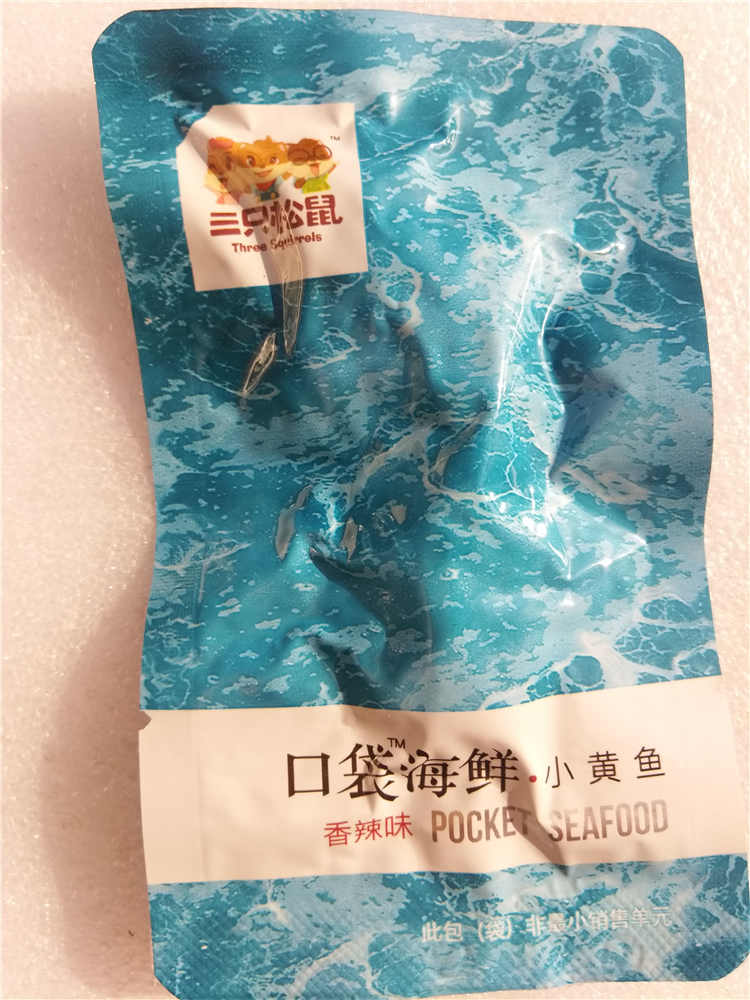 TM
三只松鼠
Three Squirrels
口袋™海鲜·小黄鱼
香辣味 POCKET SEAFOOD
此包（袋）非最小销售单元